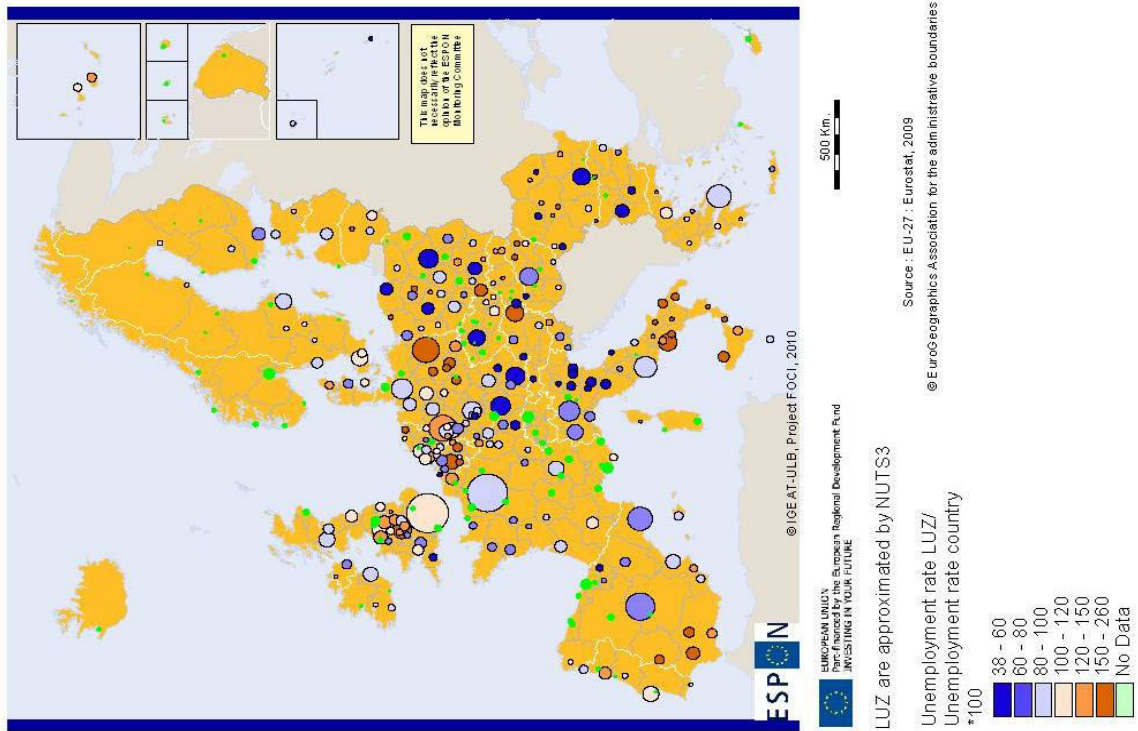 This map does not
necessarily reflect the
opinion of the ESPON
Monitoring Committee
©IGEAT-ULB, Project FOCI, 2010
ESPON
EUROPEAN UNION
Part-financed by the European Regional Development Fund
INVESTING IN YOUR FUTURE
500 Km.
LUZ are approximated by NUTS3
Source : EU-27 : Eurostat, 2009
© EuroGeographics Association for the administrative boundaries
Unemployment rate LUZ/
Unemployment rate country
*100
38 - 60
60 - 80
80 - 100
100 - 120
120 - 150
150 - 260
No Data